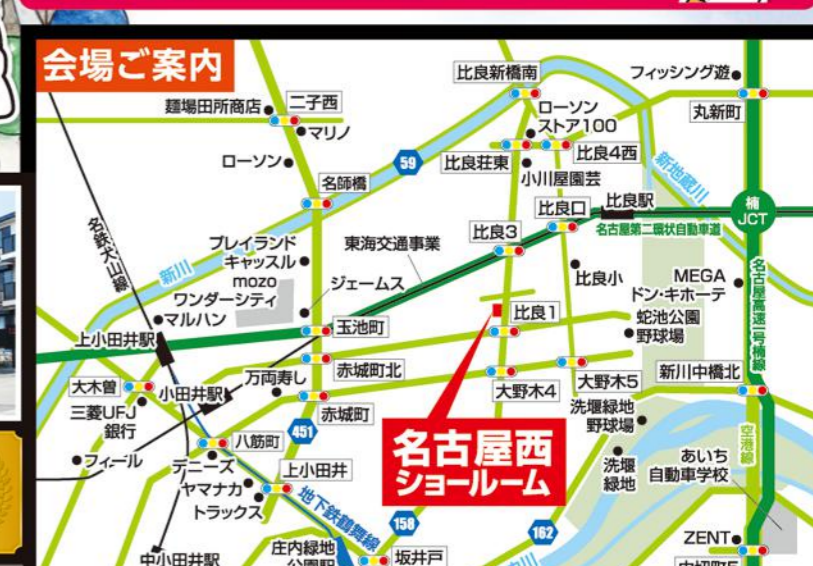 会場ご案内
比良新橋南
フィッシング遊
麺場田所商店
二子西
丸新町
マリノ
ローソン
ストア100
ローソン
59
比良荘東
比良4西
小川屋園芸
新地蔵川
名師橋
比良駅
楠
JCT
比良口
名古屋第二環状自動車道
名鉄犬山線
比良3
プレイランド
キャッスル
東海交通事業
新川
mozo
ワンダーシティ
ジェームス
比良小
MEGA
ドン・キホーテ
名古屋高速一号楠線
マルハン
玉池町
比良1
蛇池公園
野球場
上小田井駅
赤城町北
大野木5
新川中橋北
大木曽
小田井駅
万両寿し
大野木4
三菱UFJ
銀行
赤城町
洗堰緑地
野球場
451
名古屋西
ショールーム
空港線
八筋町
フィール
デニーズ
上小田井
洗堰
緑地
あいち
自動車学校
ヤマナカ
トラックス
地下鉄鶴舞線
158
162
ZENT
中小田井駅
庄内緑地
公園駅
坂井戸